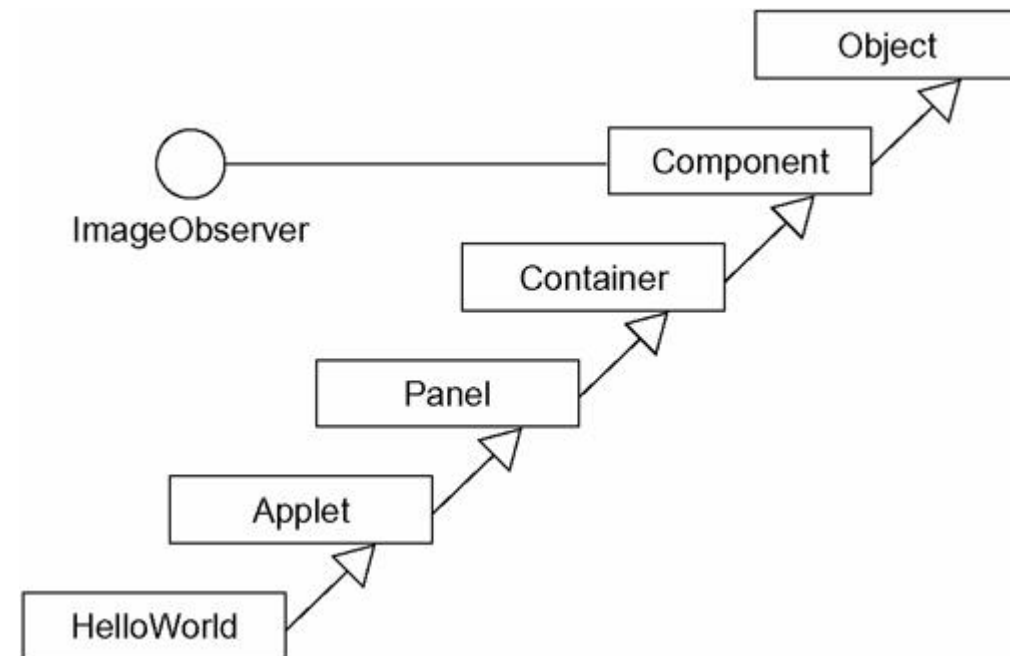 Object
Component
ImageObserver
Container
Panel
Applet
HelloWorld